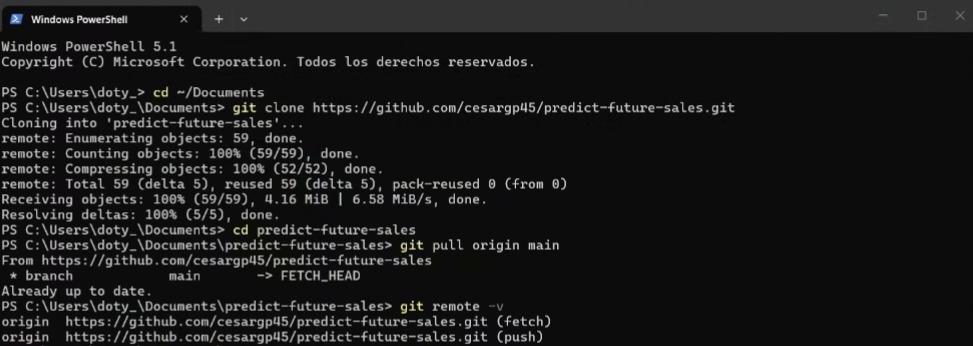 Windows PowerShell
Windows PowerShell 5.1
Copyright (C) Microsoft Corporation. Todos los derechos reservados.
PS C:\Users\doty_> cd ~/Documents
PS C:\Users\doty_\Documents> git clone https://github.com/cesargp45/predict-future-sales.git
Cloning into 'predict-future-sales'...
remote: Enumerating objects: 59, done.
remote: Counting objects: 100% (59/59), done.
remote: Compressing objects: 100% (52/52), done.
remote: Total 59 (delta 5), reused 59 (delta 5), pack-reused 0 (from 0)
Receiving objects: 100% (59/59), 4.16 MiB | 6.58 MiB/s, done.
Resolving deltas: 100% (5/5), done.
PS C:\Users\doty_\Documents> cd predict-future-sales
PS C:\Users\doty_\Documents\predict-future-sales> git pull origin main
From https://github.com/cesargp45/predict-future-sales
 * branch            main       -> FETCH_HEAD
Already up to date.
PS C:\Users\doty_\Documents\predict-future-sales> git remote -v
origin  https://github.com/cesargp45/predict-future-sales.git (fetch)
origin  https://github.com/cesargp45/predict-future-sales.git (push)